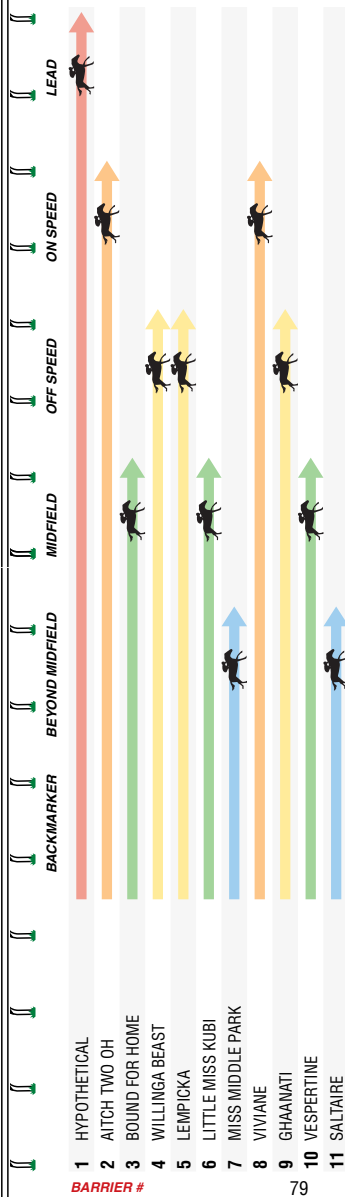 BACKMARKER BEYOND MIDFIELD MIDFIELD OFF SPEED ON SPEED LEAD
1 HYPOTHETICAL
2 AITCH TWO OH
3 BOUND FOR HOME
4 WILLINGA BEAST
5 LEMPICKA
6 LITTLE MISS KUBI
7 MISS MIDDLE PARK
8 VIVIANE
9 GHAANATI
10 VESPERTINE
11 SALTAIRE
BARRIER #
79